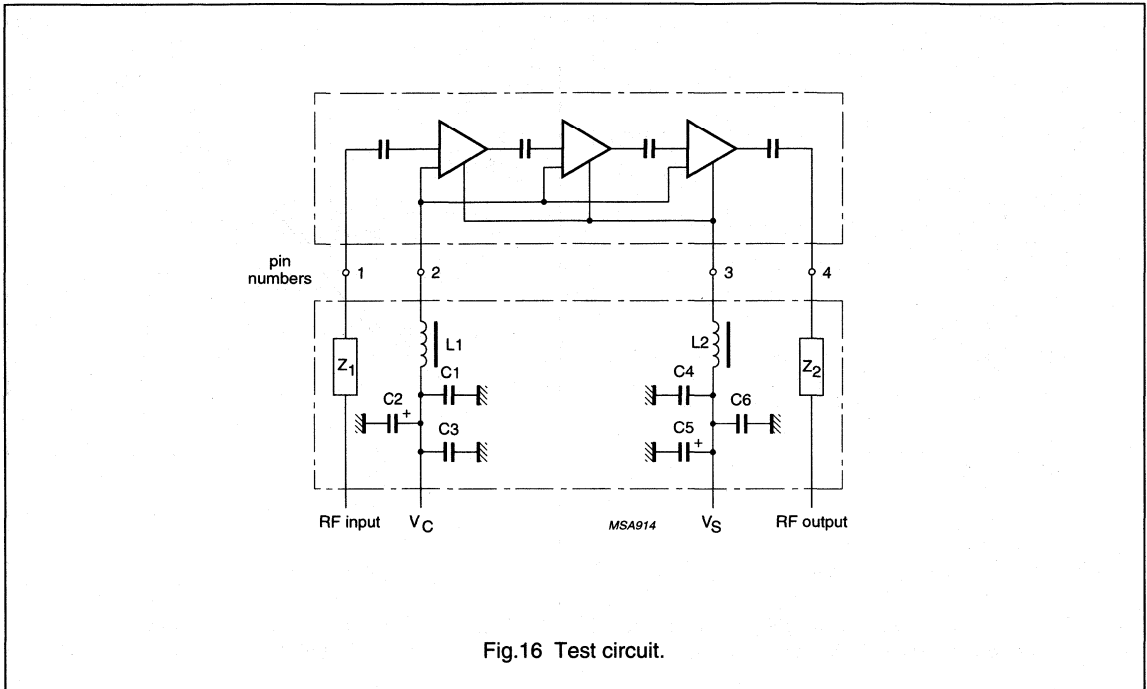 pin
numbers
1
2
3
4
Z1
L1
C1
C2
+
C3
L2
C4
C6
C5
+
Z2
RF input
VC
MSA914
VS
RF output
Fig.16 Test circuit.